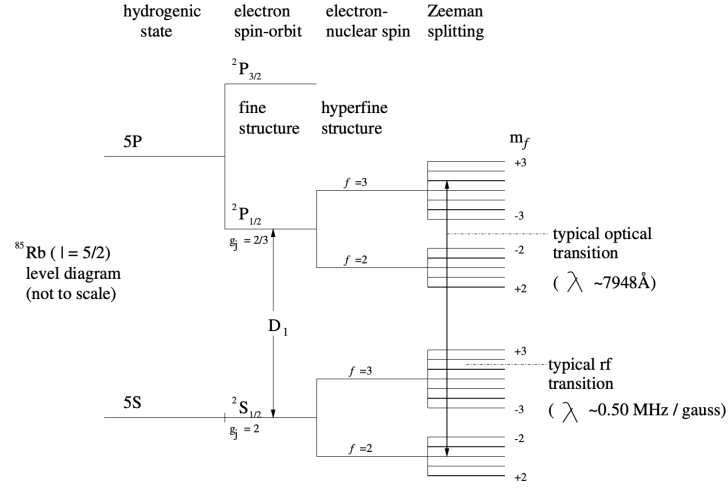 hydrogenic
state
electron
spin-orbit
electron-
nuclear spin
Zeeman
splitting
²P₃/₂
fine
structure
hyperfine
structure
5P
m_f
+3
f =3
-3
²P₁/₂
g_j = 2/3
typical optical
transition
( λ ~7948Å)
-2
f =2
+2
⁸⁵Rb ( I = 5/2)
level diagram
(not to scale)
D₁
+3
typical rf
transition
( λ ~0.50 MHz / gauss)
f =3
-3
5S
²S₁/₂
g_j = 2
-2
f =2
+2